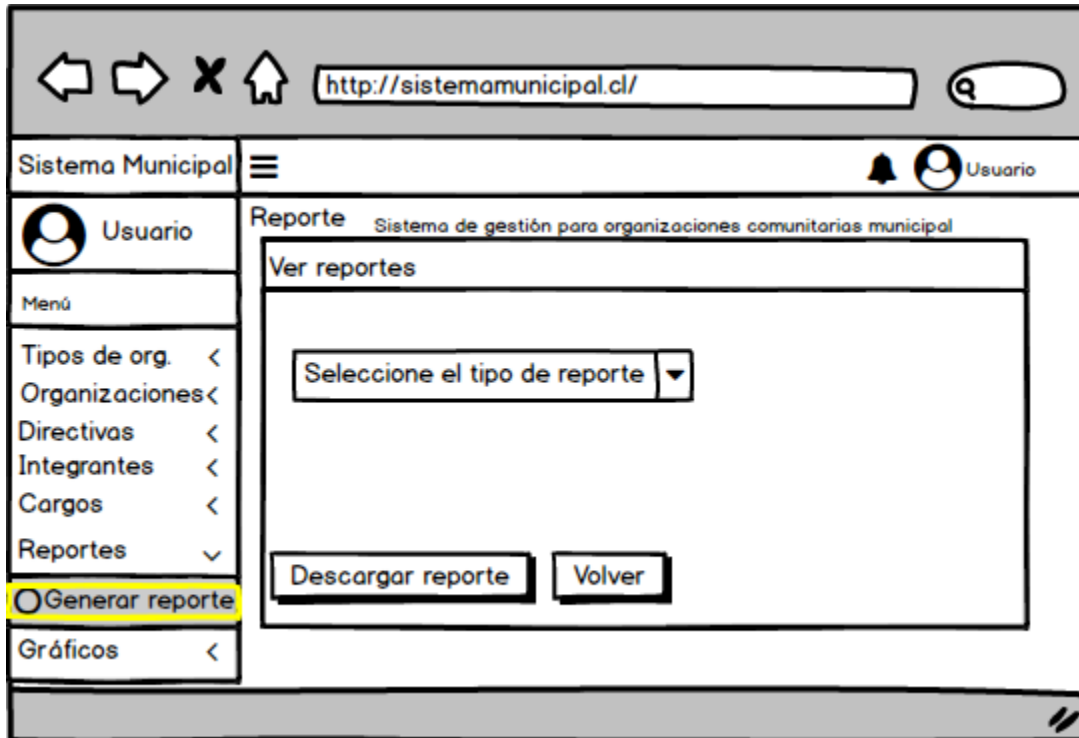 http://sistemamunicipal.cl/
Sistema Municipal
Usuario
Usuario
Menú
Tipos de org.
Organizaciones
Directivas
Integrantes
Cargos
Reportes
Generar reporte
Gráficos
Reporte
Sistema de gestión para organizaciones comunitarias municipal
Ver reportes
Seleccione el tipo de reporte
Descargar reporte
Volver